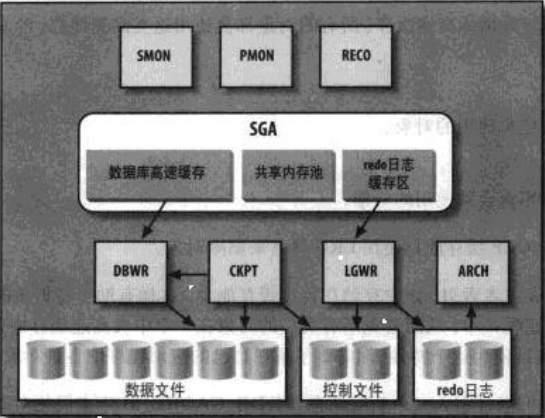 SMON
PMON
RECO
SGA
数据库高速缓存
共享内存池
redo日志
缓存区
DBWR
CKPT
LGWR
ARCH
数据文件
控制文件
redo日志